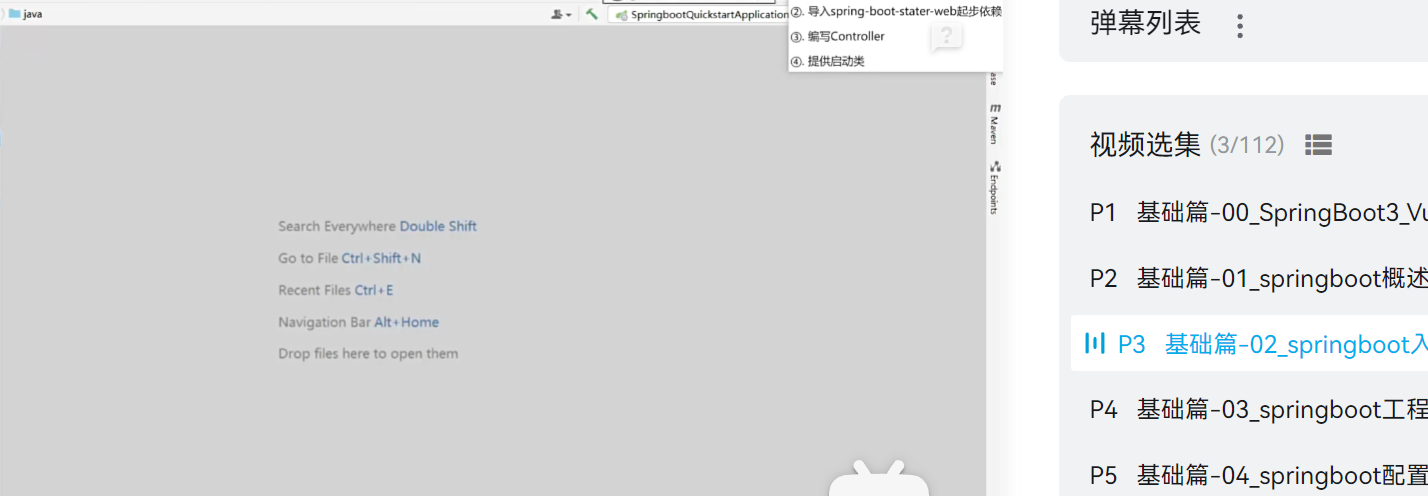 java
SpringbootQuickstartApplication
②. 导入spring-boot-stater-web起步依赖
③. 编写Controller
④. 提供启动类
Maven
Endpoints
Search Everywhere Double Shift
Go to File Ctrl+Shift+N
Recent Files Ctrl+E
Navigation Bar Alt+Home
Drop files here to open them
弹幕列表
视频选集 (3/112)
P1 基础篇-00_SpringBoot3_Vu
P2 基础篇-01_springboot概述
P3 基础篇-02_springboot入
P4 基础篇-03_springboot工程
P5 基础篇-04_springboot配置